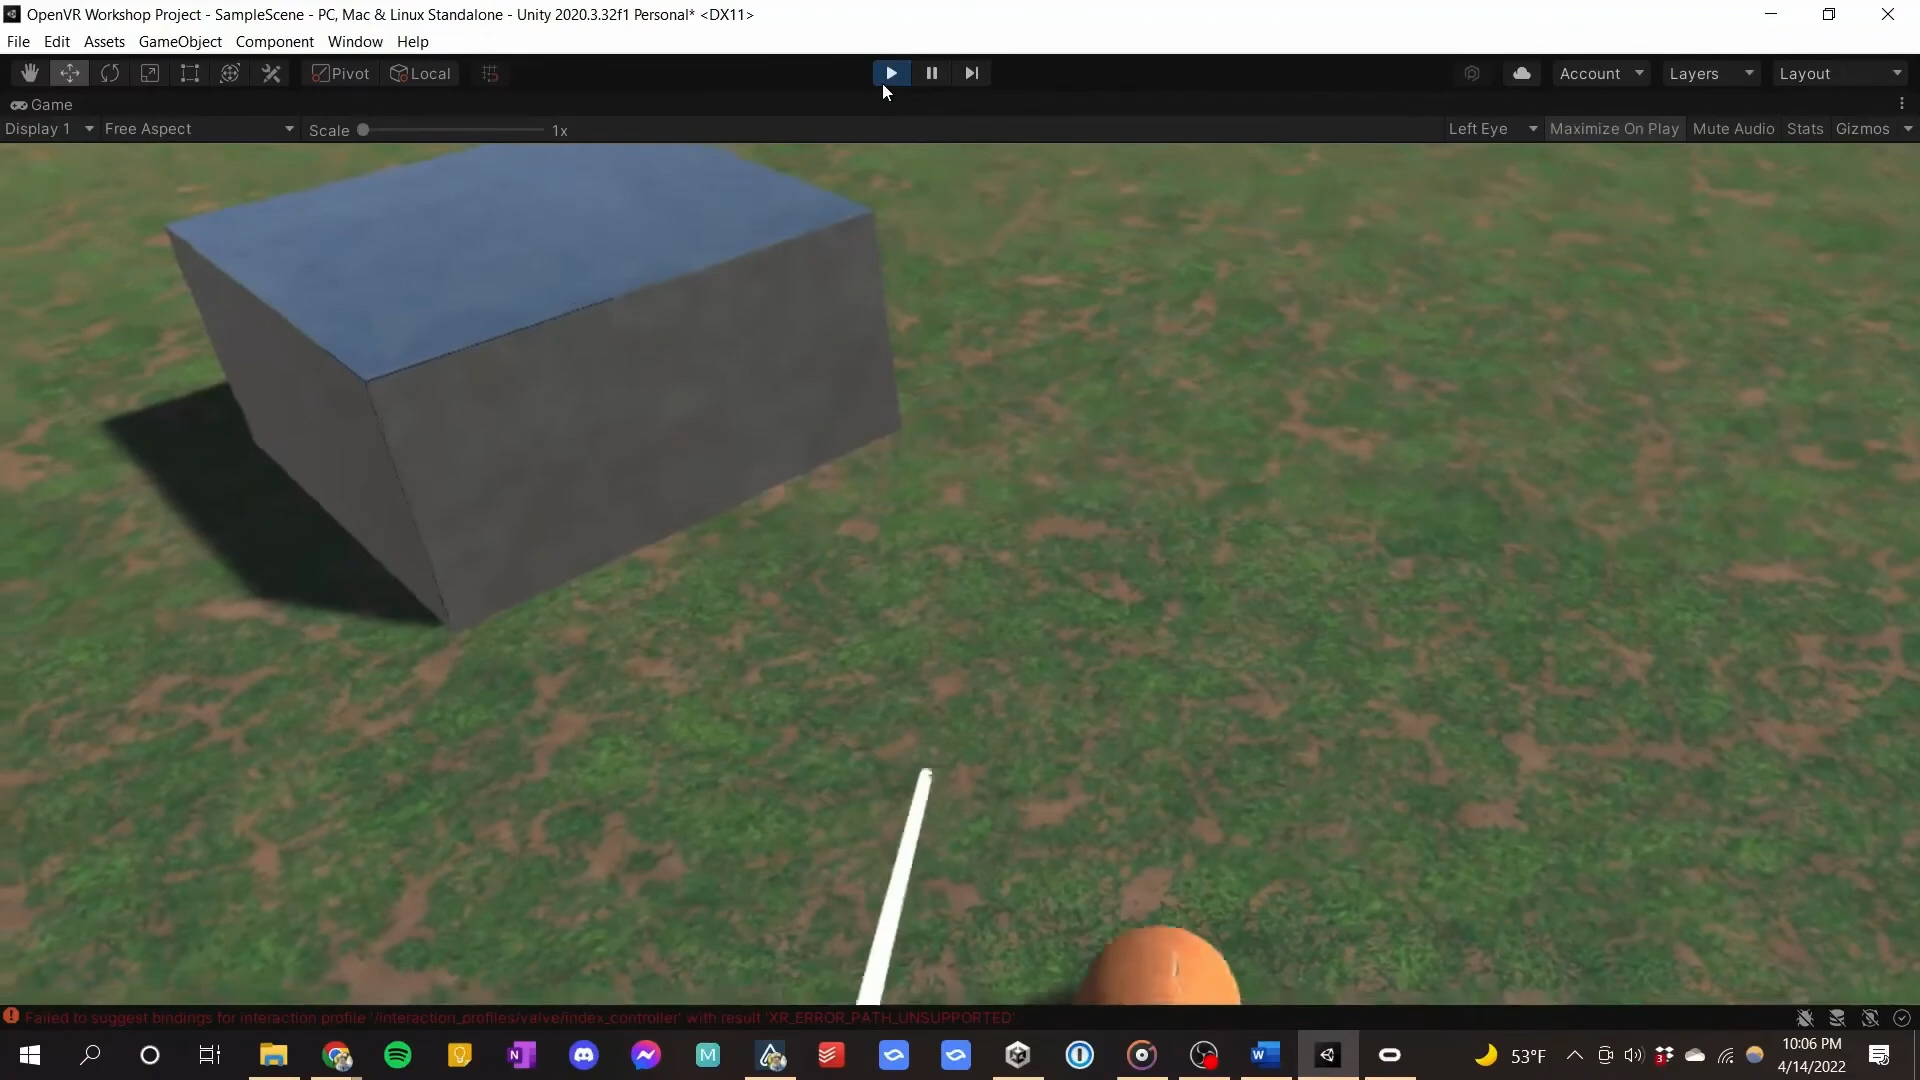 OpenVR Workshop Project - SampleScene - PC, Mac & Linux Standalone - Unity 2020.3.32f1 Personal* <DX11>
File Edit Assets GameObject Component Window Help
Pivot Local Account Layers Layout
Game
Display 1 Free Aspect Scale 1x Left Eye Maximize On Play Mute Audio Stats Gizmos
Failed to suggest bindings for interaction profile '/interaction_profiles/valve/index_controller' with result 'XR_ERROR_PATH_UNSUPPORTED'
N M W 3 53°F 10:06 PM
4/14/2022